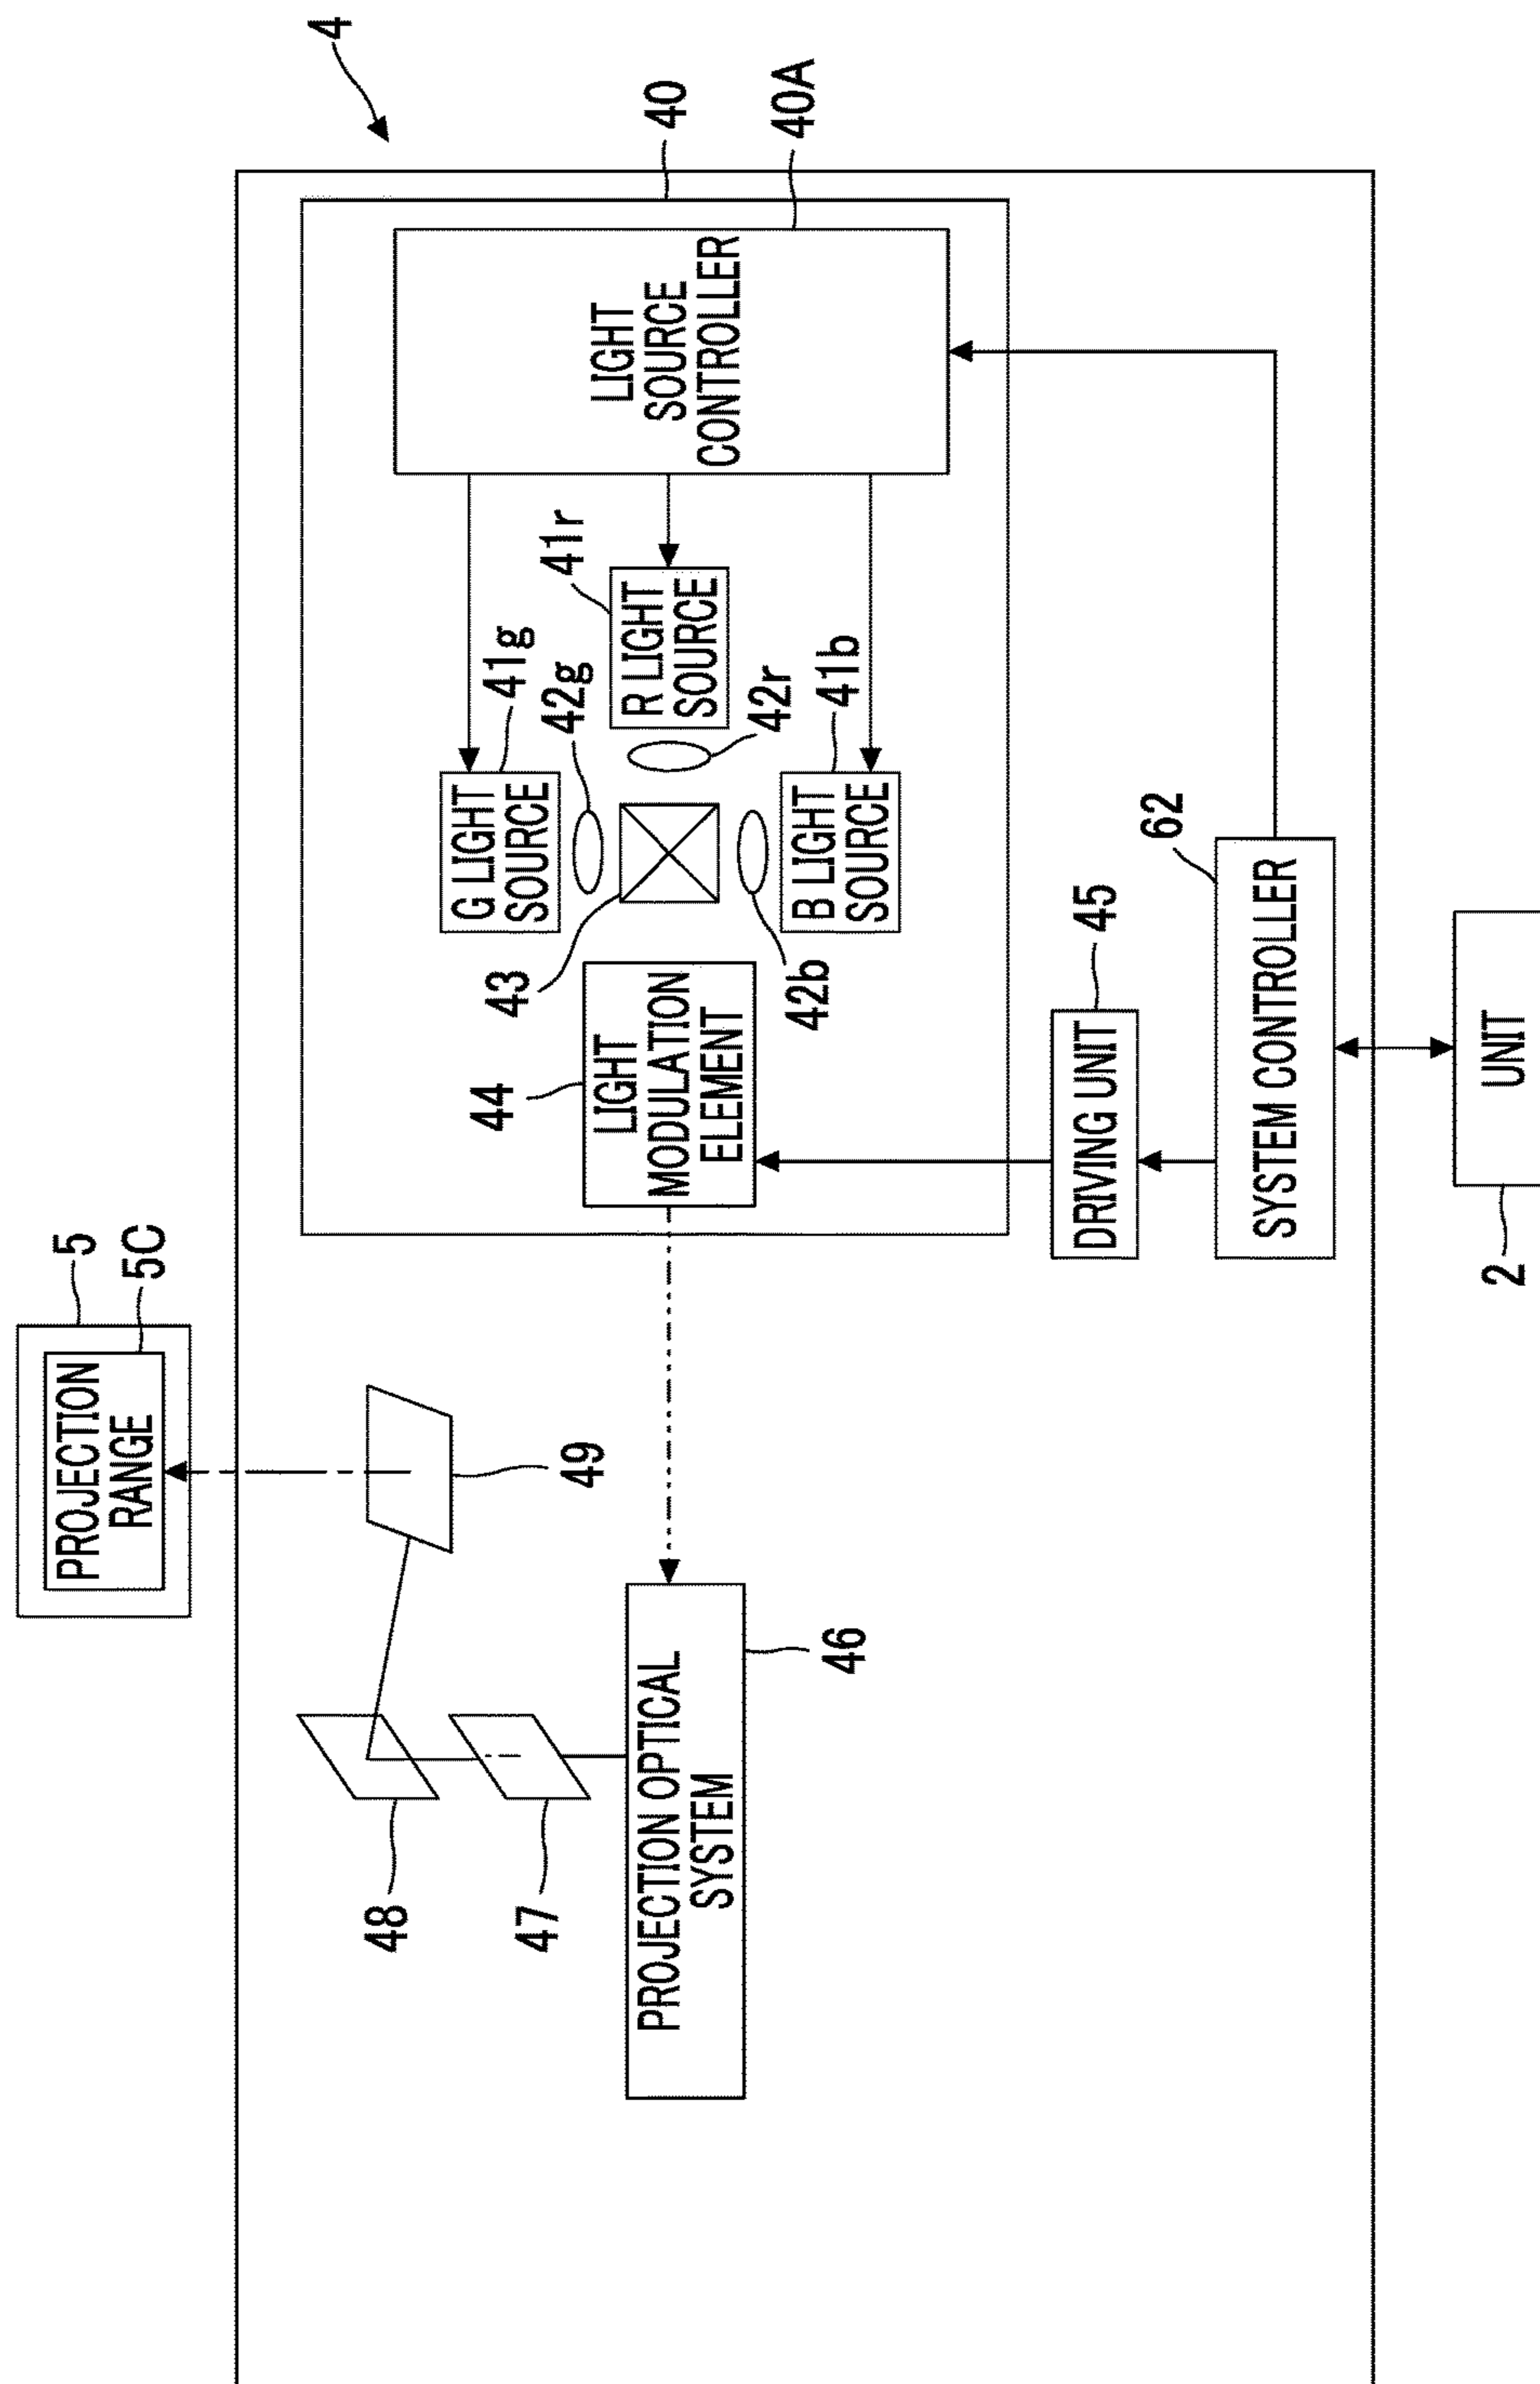 4
40
40A
LIGHT
SOURCE
CONTROLLER
41r
R LIGHT
SOURCE
41g
42g
G LIGHT
SOURCE
42r
41b
B LIGHT
SOURCE
43
42b
44
LIGHT
MODULATION
ELEMENT
62
SYSTEM CONTROLLER
45
DRIVING UNIT
UNIT
2
5
5C
PROJECTION
RANGE
49
48
47
46
PROJECTION OPTICAL
SYSTEM